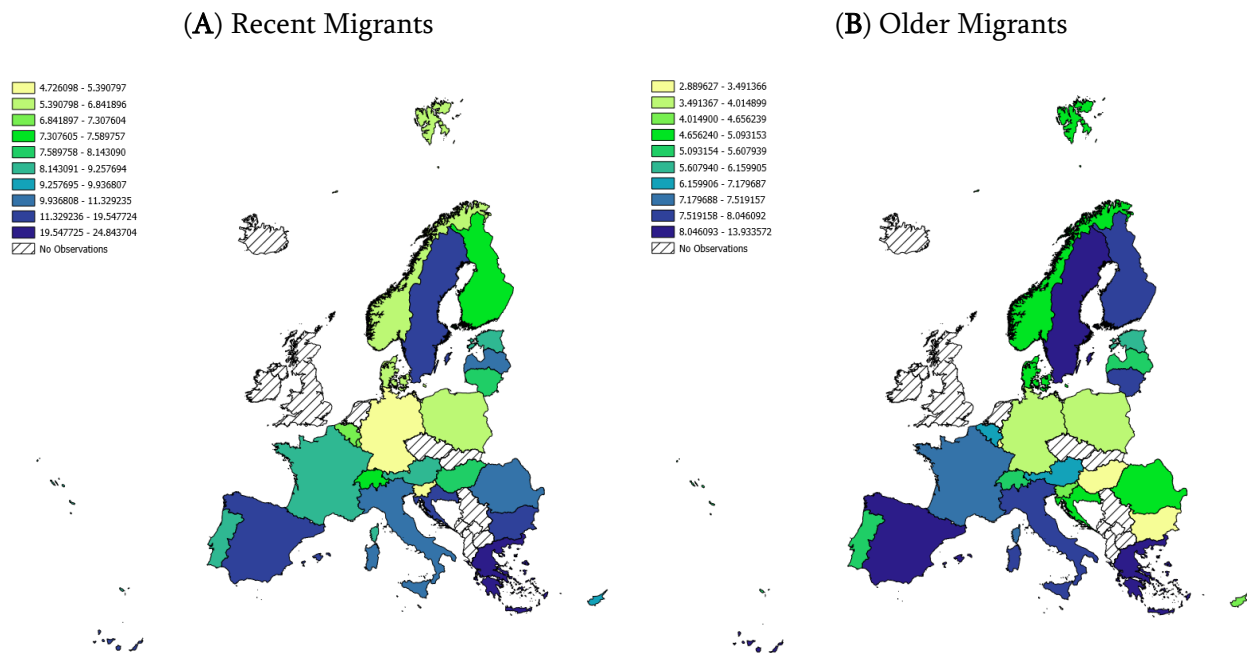 (A) Recent Migrants
4.726098 - 5.390797
5.390798 - 6.841896
6.841897 - 7.307604
7.307605 - 7.589757
7.589758 - 8.143090
8.143091 - 9.257694
9.257695 - 9.936807
9.936808 - 11.329235
11.329236 - 19.547724
19.547725 - 24.843704
No Observations
(B) Older Migrants
2.889627 - 3.491366
3.491367 - 4.014899
4.014900 - 4.656239
4.656240 - 5.093153
5.093154 - 5.607939
5.607940 - 6.159905
6.159906 - 7.179687
7.179688 - 7.519157
7.519158 - 8.046092
8.046093 - 13.933572
No Observations